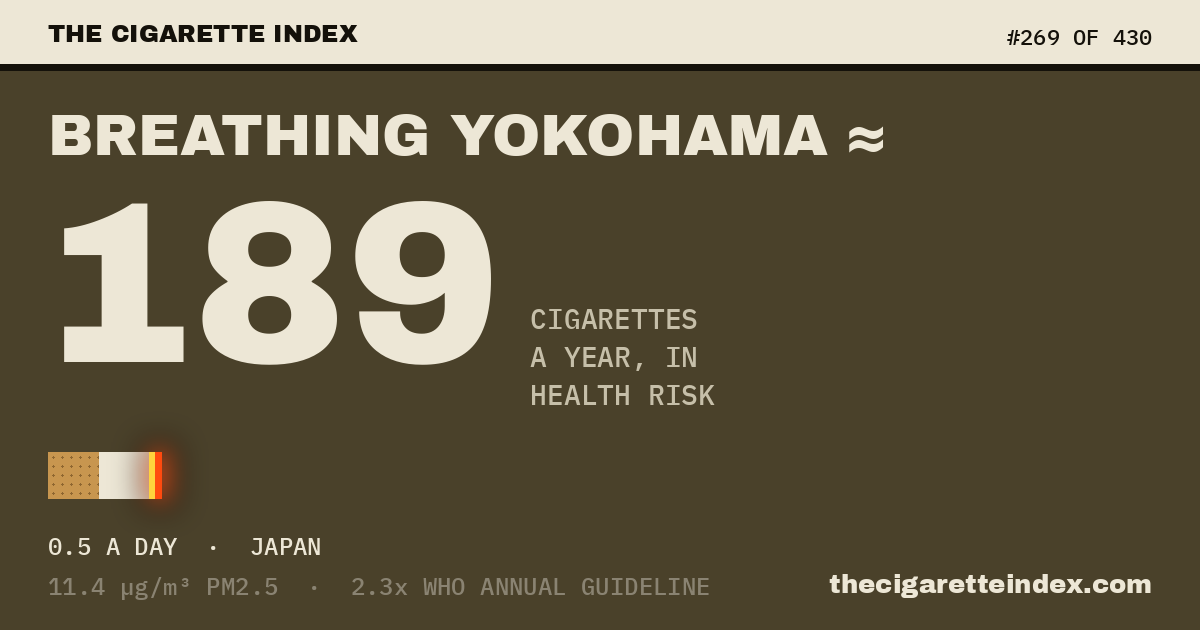 THE CIGARETTE INDEX
#269 OF 430
BREATHING YOKOHAMA ≈
189
CIGARETTES
A YEAR, IN
HEALTH RISK
0.5 A DAY · JAPAN
11.4 µg/m³ PM2.5 · 2.3x WHO ANNUAL GUIDELINE
thecigaretteindex.com